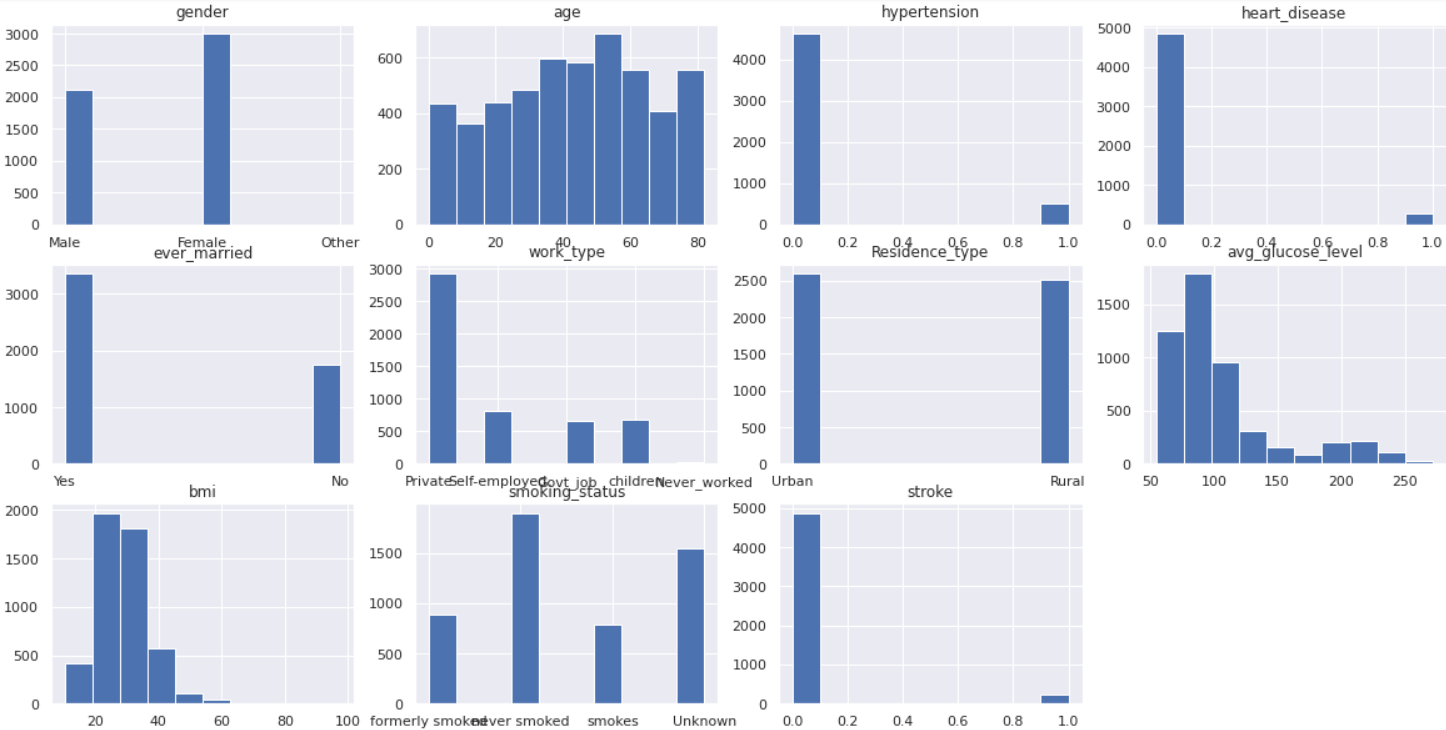 gender
3000
2500
2000
1500
1000
500
0
Male Female Other
age
600
400
200
0
0 20 40 60 80
hypertension
4000
3000
2000
1000
0
0.0 0.2 0.4 0.6 0.8 1.0
heart_disease
5000
4000
3000
2000
1000
0
0.0 0.2 0.4 0.6 0.8 1.0
ever_married
3000
2000
1000
0
Yes No
work_type
3000
2500
2000
1500
1000
500
0
Private Self-employed Govt_job children Never_worked
Residence_type
2500
2000
1500
1000
500
0
Urban Rural
avg_glucose_level
1500
1000
500
0
50 100 150 200 250
bmi
2000
1500
1000
500
0
20 40 60 80 100
smoking_status
1500
1000
500
0
formerly smoked never smoked smokes Unknown
stroke
5000
4000
3000
2000
1000
0
0.0 0.2 0.4 0.6 0.8 1.0